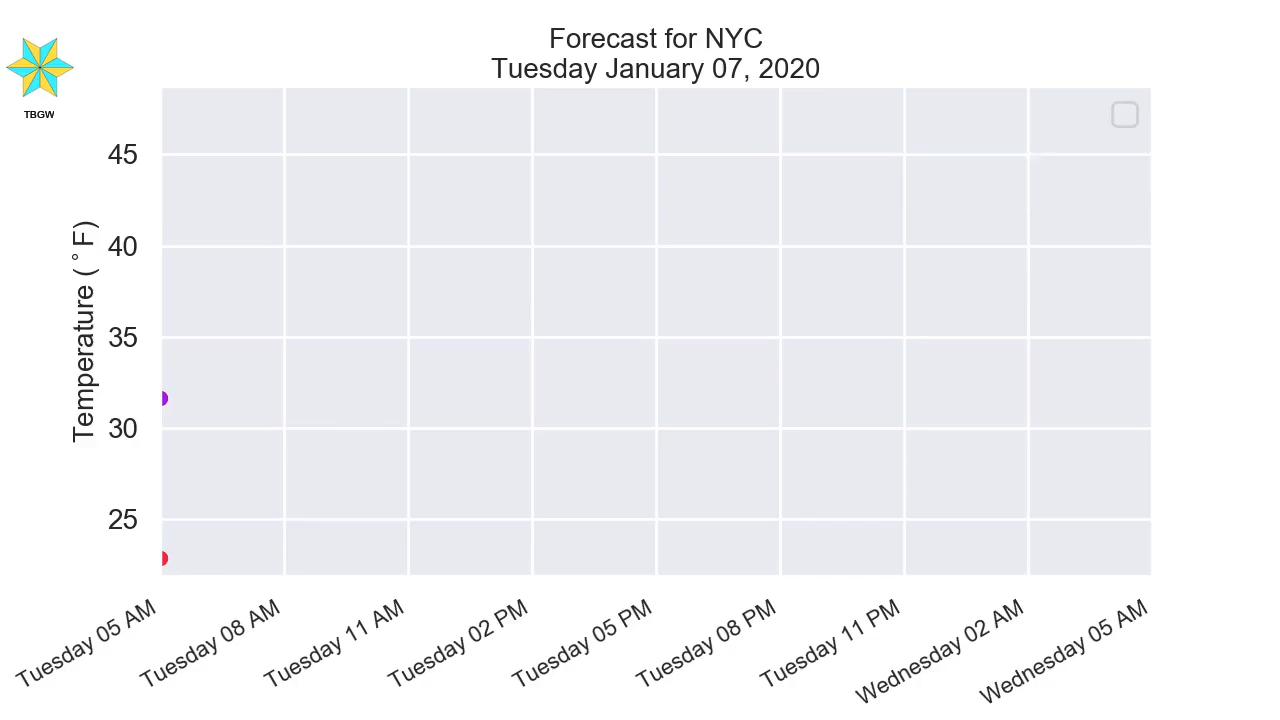 Forecast for NYC
Tuesday January 07, 2020
TBGW
Temperature (°F)
45
40
35
30
25
Tuesday 05 AM
Tuesday 08 AM
Tuesday 11 AM
Tuesday 02 PM
Tuesday 05 PM
Tuesday 08 PM
Tuesday 11 PM
Wednesday 02 AM
Wednesday 05 AM